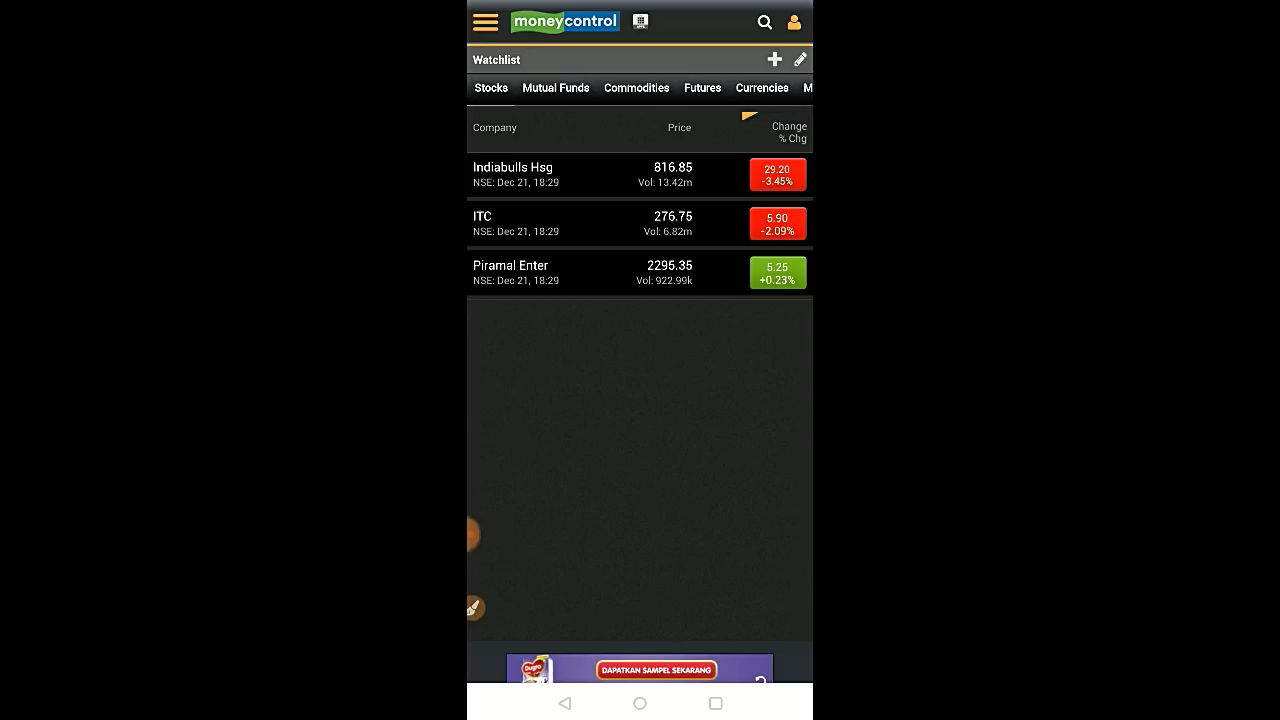 moneycontrol
Watchlist
Stocks Mutual Funds Commodities Futures Currencies M
Company Price Change
% Chg
Indiabulls Hsg 816.85 29.20
NSE: Dec 21, 18:29 Vol: 13.42m -3.45%
ITC 276.75 5.90
NSE: Dec 21, 18:29 Vol: 6.82m -2.09%
Piramal Enter 2295.35 5.25
NSE: Dec 21, 18:29 Vol: 922.99k +0.23%
Dugro DAPATKAN SAMPEL SEKARANG